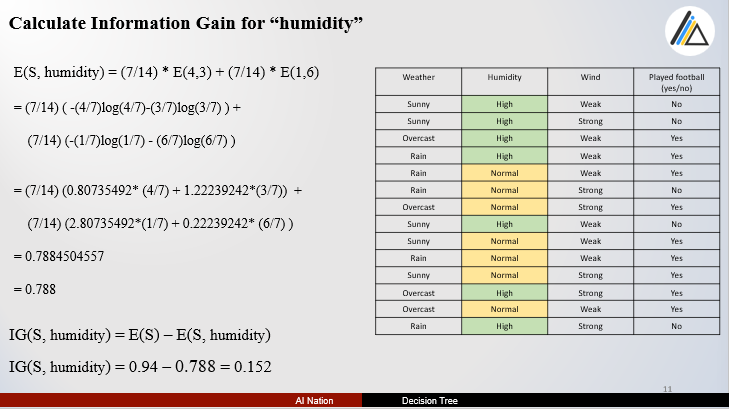 Calculate Information Gain for “humidity”
E(S, humidity) = (7/14) * E(4,3) + (7/14) * E(1,6)
= (7/14) ( -(4/7)log(4/7)-(3/7)log(3/7) ) +
(7/14) (-(1/7)log(1/7) - (6/7)log(6/7) )
= (7/14) (0.80735492* (4/7) + 1.22239242*(3/7)) +
(7/14) (2.80735492*(1/7) + 0.22239242* (6/7) )
= 0.7884504557
= 0.788
IG(S, humidity) = E(S) – E(S, humidity)
IG(S, humidity) = 0.94 – 0.788 = 0.152
Weather Humidity Wind Played football
(yes/no)
Sunny High Weak No
Sunny High Strong No
Overcast High Weak Yes
Rain High Weak Yes
Rain Normal Weak Yes
Rain Normal Strong No
Overcast Normal Strong Yes
Sunny High Weak No
Sunny Normal Weak Yes
Rain Normal Weak Yes
Sunny Normal Strong Yes
Overcast High Strong Yes
Overcast Normal Weak Yes
Rain High Strong No
11
AI Nation Decision Tree